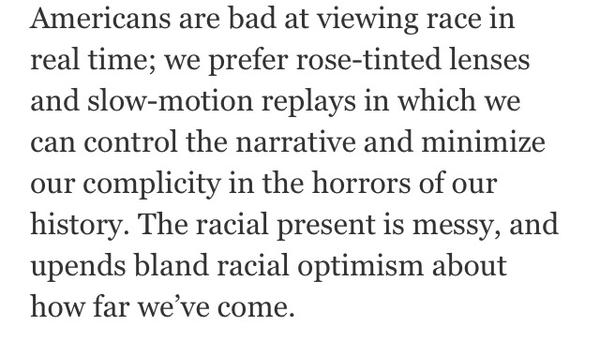 Americans are bad at viewing race in
real time; we prefer rose-tinted lenses
and slow-motion replays in which we
can control the narrative and minimize
our complicity in the horrors of our
history. The racial present is messy, and
upends bland racial optimism about
how far we’ve come.